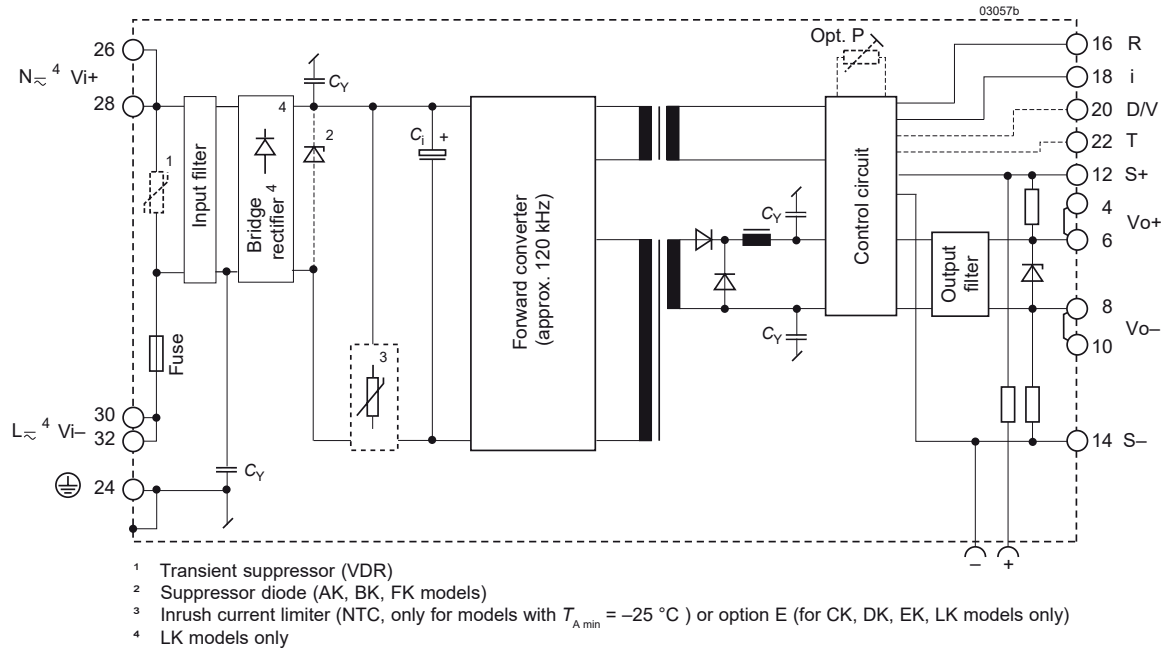 03057b
Opt. P
26
N 4 Vi+
28
1
Input filter
Bridge
rectifier 4
4
CY
2
Ci +
3
Fuse
30
L 4 Vi–
32
24
CY
Forward converter
(approx. 120 kHz)
CY
CY
Control circuit
Output
filter
16 R
18 i
20 D/V
22 T
12 S+
4
Vo+
6
8
Vo–
10
14 S–
– +
1 Transient suppressor (VDR)
2 Suppressor diode (AK, BK, FK models)
3 Inrush current limiter (NTC, only for models with TA min = –25 °C ) or option E (for CK, DK, EK, LK models only)
4 LK models only